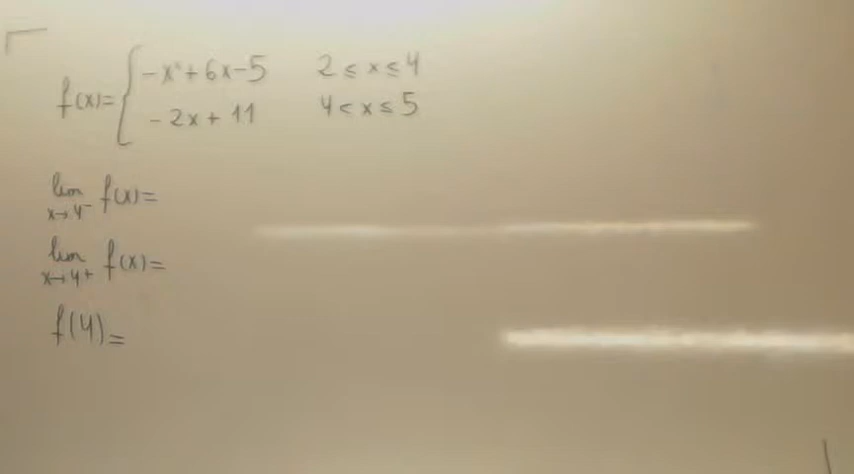 f(x)= { -x²+6x-5 2≤x≤4
-2x+11 4<x≤5
lim x→4⁻ f(x)=
lim x→4+ f(x)=
f(4)=